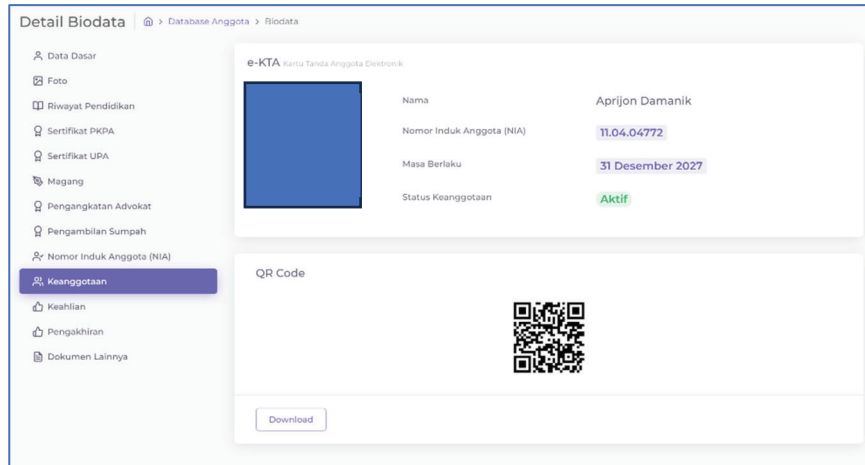 Detail Biodata > Database Anggota > Biodata
Data Dasar
Foto
Riwayat Pendidikan
Sertifikat PKPA
Sertifikat UPA
Magang
Pengangkatan Advokat
Pengambilan Sumpah
Nomor Induk Anggota (NIA)
Keanggotaan
Keahlian
Pengakhiran
Dokumen Lainnya
e-KTA Kartu Tanda Anggota Elektronik
Nama Aprijon Damanik
Nomor Induk Anggota (NIA) 11.04.04772
Masa Berlaku 31 Desember 2027
Status Keanggotaan Aktif
QR Code
Download